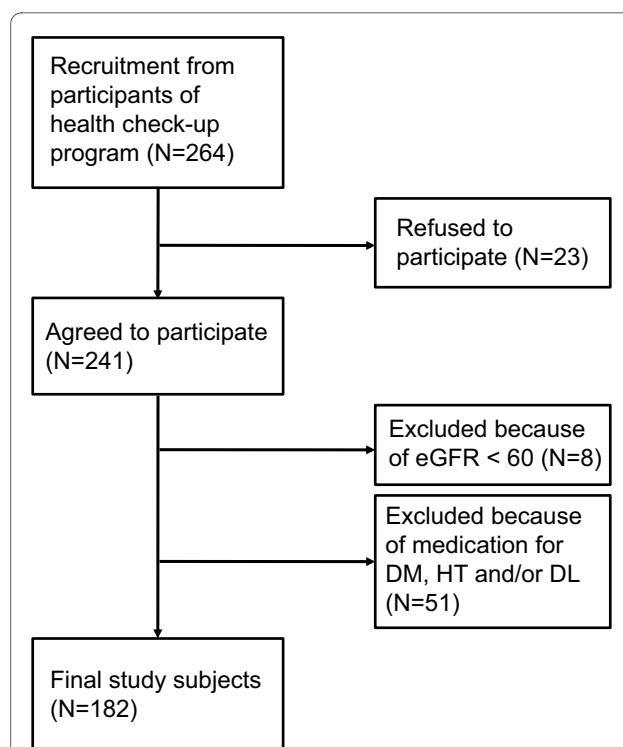 Recruitment from
participants of
health check-up
program (N=264)
Refused to
participate (N=23)
Agreed to participate
(N=241)
Excluded because
of eGFR < 60 (N=8)
Excluded because
of medication for
DM, HT and/or DL
(N=51)
Final study subjects
(N=182)